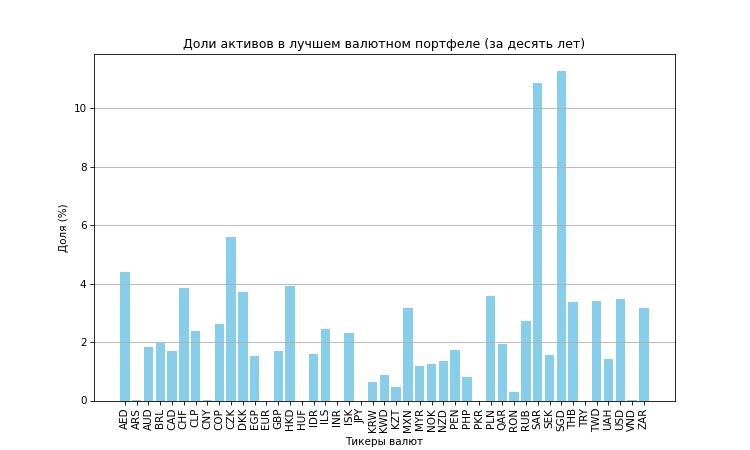 Доли активов в лучшем валютном портфеле (за десять лет)
Доля (%)
10
8
6
4
2
0
AED ARS AUD BRL CAD CHF CLP CNY COP CZK DKK EGP EUR GBP HKD HUF IDR ILS INR ISK JPY KRW KWD KZT MXN MYR NOK NZD PEN PHP PKR PLN QAR RON RUB SAR SEK SGD THB TRY TWD UAH USD VND ZAR
Тикеры валют